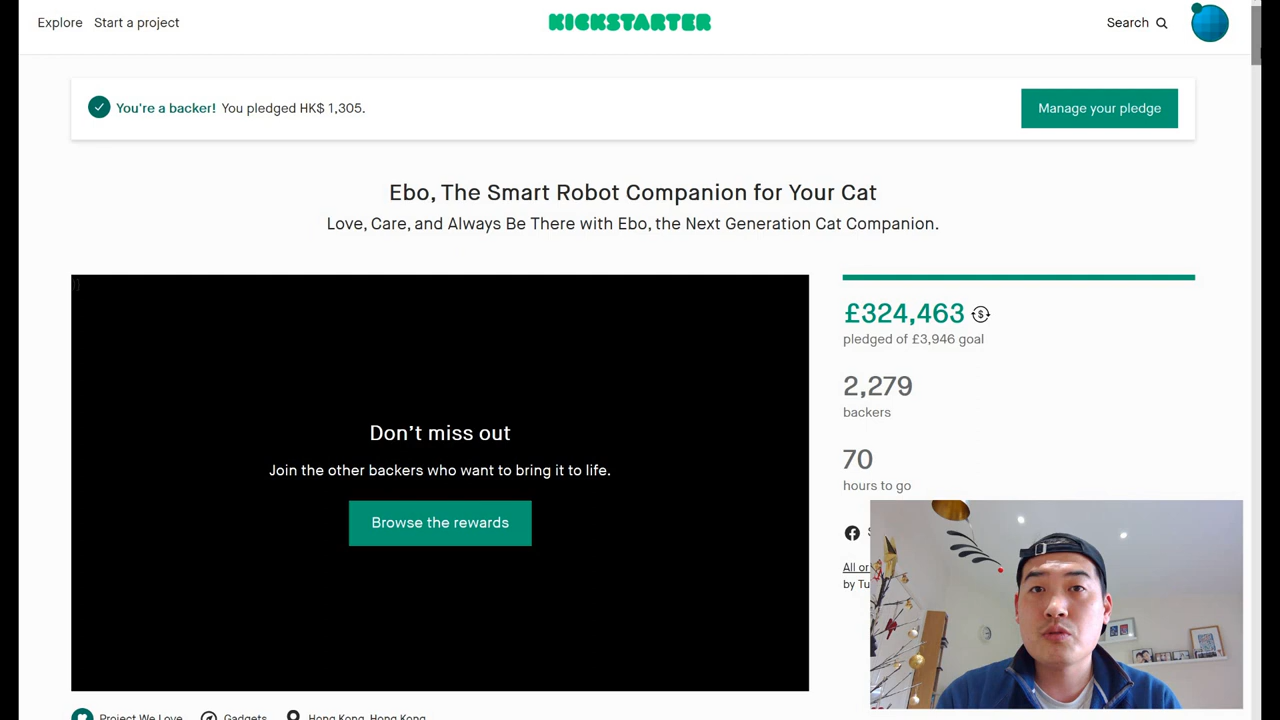 Explore Start a project
KICKSTARTER
Search
You're a backer! You pledged HK$ 1,305.
Manage your pledge
Ebo, The Smart Robot Companion for Your Cat
Love, Care, and Always Be There with Ebo, the Next Generation Cat Companion.
Don't miss out
Join the other backers who want to bring it to life.
Browse the rewards
£324,463
pledged of £3,946 goal
2,279
backers
70
hours to go
All or
by Tu
Project We Love Gadgets Hong Kong, Hong Kong